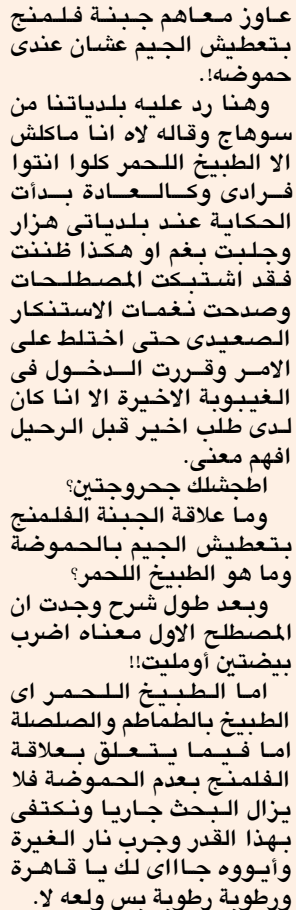 عاوز معاهم جبنة فلمنج
بتعطيش الجيم عشان عندى
حموضه!.
وهنا رد عليه بلدياتنا من
سوهاج وقاله لاه انا ماكلش
الا الطبيخ اللحمر كلوا انتوا
فرادى وكالعادة بدأت
الحكاية عند بلدياتى هزار
وجلبت بغم او هكذا ظننت
فقد اشتبكت المصطلحات
وصدحت نغمات الاستنكار
الصعيدى حتى اختلط على
الامر وقررت الدخول فى
الغيبوبة الاخيرة الا انا كان
لدى طلب اخير قبل الرحيل
افهم معنى.
اطجشلك جحروجتين؟
وما علاقة الجبنة الفلمنج
بتعطيش الجيم بالحموضة
وما هو الطبيخ اللحمر؟
وبعد طول شرح وجدت ان
المصطلح الاول معناه اضرب
بيضتين أومليت!!
اما الطبيخ اللحمر اى
الطبيخ بالطماطم والصلصلة
اما فيما يتعلق بعلاقة
الفلمنج بعدم الحموضة فلا
يزال البحث جاريا ونكتفى
بهذا القدر وجرب نار الغيرة
وأيووه جاااى لك يا قاهرة
ورطوبة رطوبة بس ولعه لا.